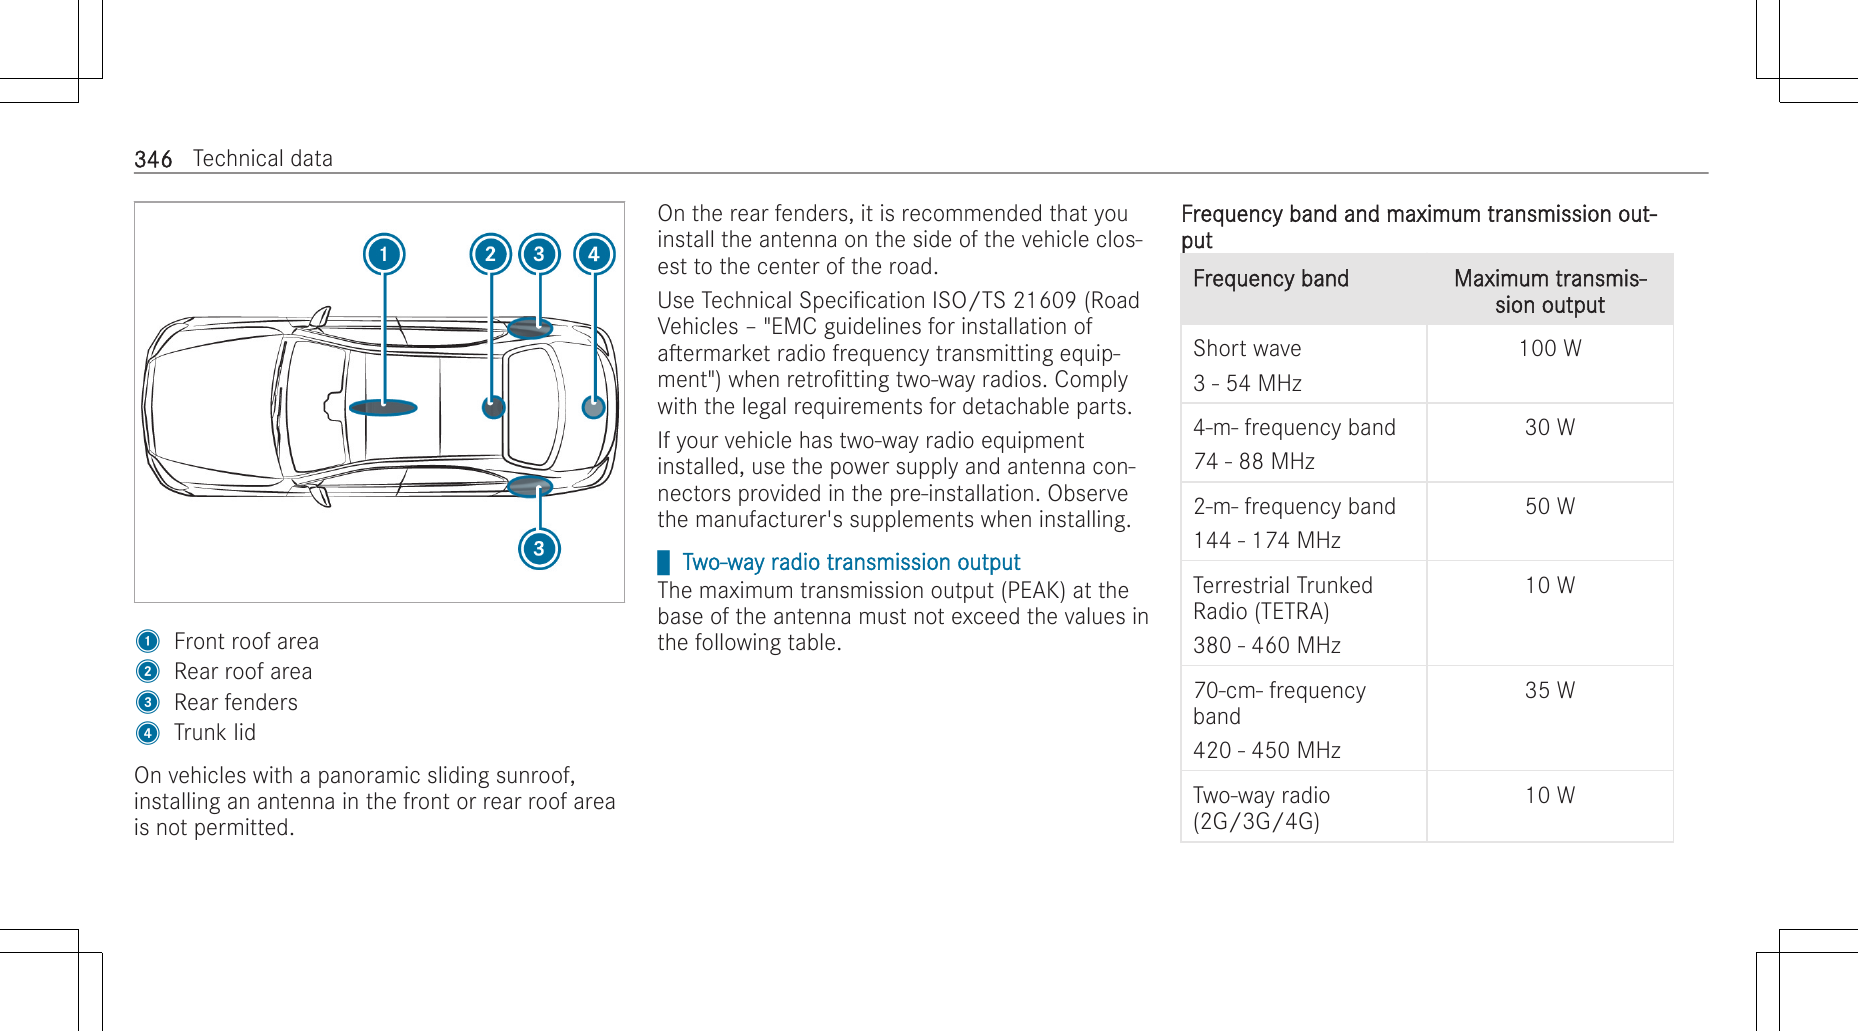 346 Technical data
1
2
3
4
3
1 Front roof area
2 Rear roof area
3 Rear fenders
4 Trunk lid
On vehicles with a panoramic sliding sunroof,
installing an antenna in the front or rear roof area
is not permitted.
On the rear fenders, it is recommended that you
install the antenna on the side of the vehicle clos-
est to the center of the road.
Use Technical Specification ISO/TS 21609 (Road
Vehicles – "EMC guidelines for installation of
aftermarket radio frequency transmitting equip-
ment") when retrofitting two-way radios. Comply
with the legal requirements for detachable parts.
If your vehicle has two-way radio equipment
installed, use the power supply and antenna con-
nectors provided in the pre-installation. Observe
the manufacturer's supplements when installing.
Two-way radio transmission output
The maximum transmission output (PEAK) at the
base of the antenna must not exceed the values in
the following table.
Frequency band and maximum transmission out-
put
Frequency band
Maximum transmis-
sion output
Short wave
3 - 54 MHz
100 W
4-m- frequency band
74 - 88 MHz
30 W
2-m- frequency band
144 - 174 MHz
50 W
Terrestrial Trunked
Radio (TETRA)
380 - 460 MHz
10 W
70-cm- frequency
band
420 - 450 MHz
35 W
Two-way radio
(2G/3G/4G)
10 W